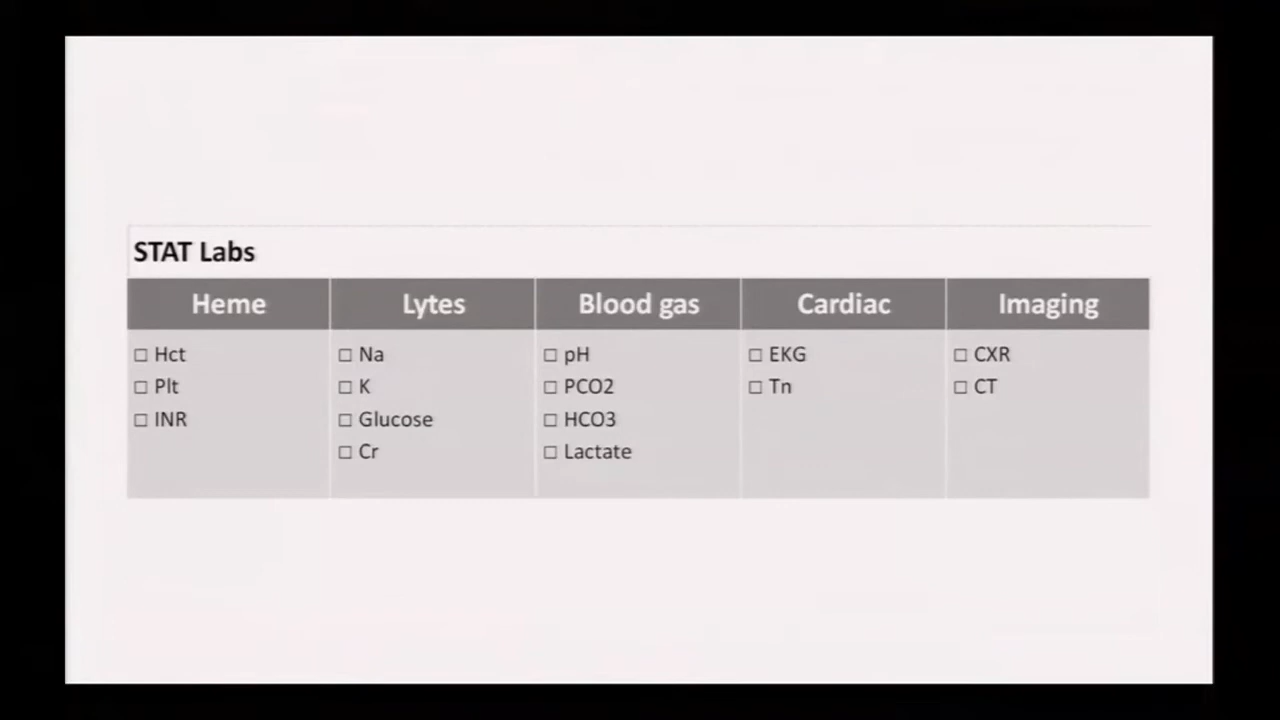 STAT Labs
Heme Lytes Blood gas Cardiac Imaging
☐ Hct ☐ Na ☐ pH ☐ EKG ☐ CXR
☐ Plt ☐ K ☐ PCO2 ☐ Tn ☐ CT
☐ INR ☐ Glucose ☐ HCO3
☐ Cr ☐ Lactate